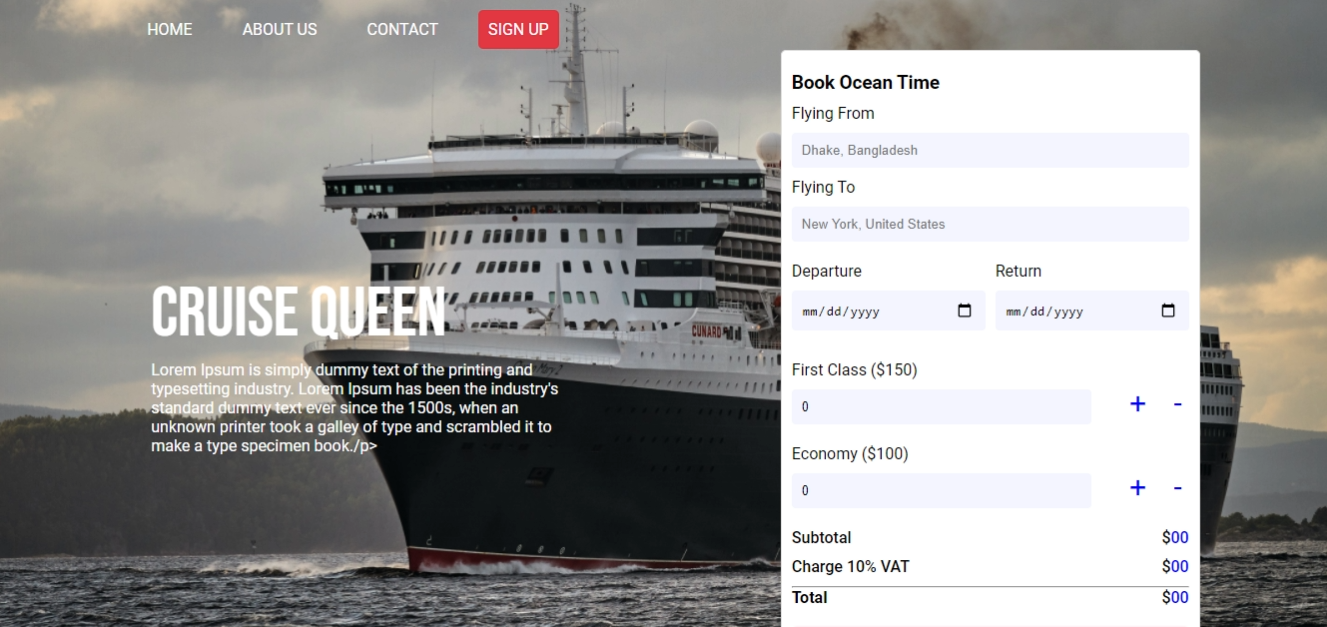 HOME ABOUT US CONTACT SIGN UP
CRUISE QUEEN
Lorem Ipsum is simply dummy text of the printing and
typesetting industry. Lorem Ipsum has been the industry's
standard dummy text ever since the 1500s, when an
unknown printer took a galley of type and scrambled it to
make a type specimen book./p>
CUNARD
Book Ocean Time
Flying From
Dhake, Bangladesh
Flying To
New York, United States
Departure Return
mm/dd/yyyy mm/dd/yyyy
First Class ($150)
0 + -
Economy ($100)
0 + -
Subtotal $00
Charge 10% VAT $00
Total $00